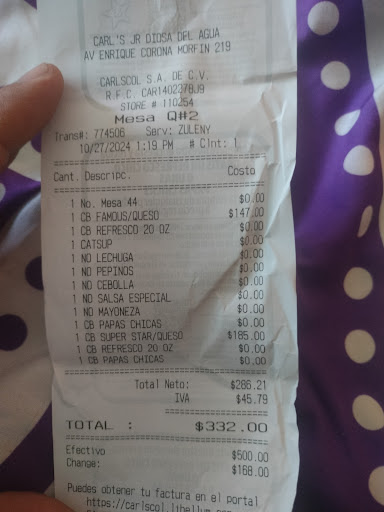 CARL'S JR DIOSA DEL AGUA
AV ENRIQUE CORONA MORFIN 219
CARLSCOL S.A. DE C.V.
R.F.C. CAR1402278J9
STORE # 110254
Mesa Q#2
Trans#: 774506 Serv: ZULENY
10/27/2024 1:19 PM # Clnt: 1
Cant. Descripc. Costo
1 No. Mesa 44 $0.00
1 CB FAMOUS/QUESO $147.00
1 CB REFRESCO 20 OZ $0.00
1 CATSUP $0.00
1 NO LECHUGA $0.00
1 NO PEPINOS $0.00
1 NO CEBOLLA $0.00
1 NO SALSA ESPECIAL $0.00
1 NO MAYONEZA $0.00
1 CB PAPAS CHICAS $0.00
1 CB SUPER STAR/QUESO $185.00
1 CB REFRESCO 20 OZ $0.00
1 CB PAPAS CHICAS $0.00
Total Neto: $286.21
IVA $45.79
TOTAL : $332.00
Efectivo $500.00
Change: $168.00
Puedes obtener tu factura en el portal
https://carlscol.libellum.com